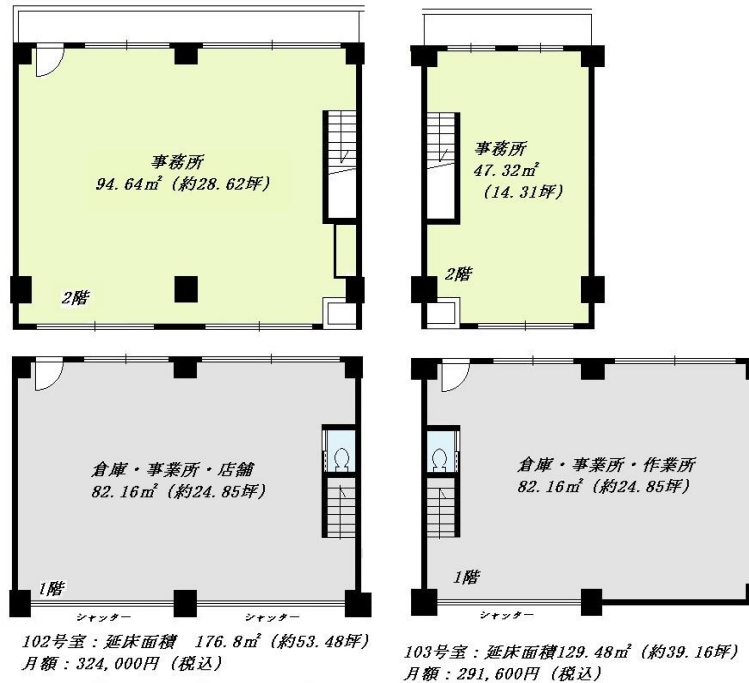 事務所
94.64㎡ (約28.62坪)
2階
事務所
47.32㎡
(14.31坪)
2階
倉庫・事業所・店舗
82.16㎡ (約24.85坪)
1階
シャッター シャッター
102号室：延床面積 176.8㎡ (約53.48坪)
月額：324,000円 (税込)
倉庫・事業所・作業所
82.16㎡ (約24.85坪)
1階
シャッター
103号室：延床面積129.48㎡ (約39.16坪)
月額：291,600円 (税込)